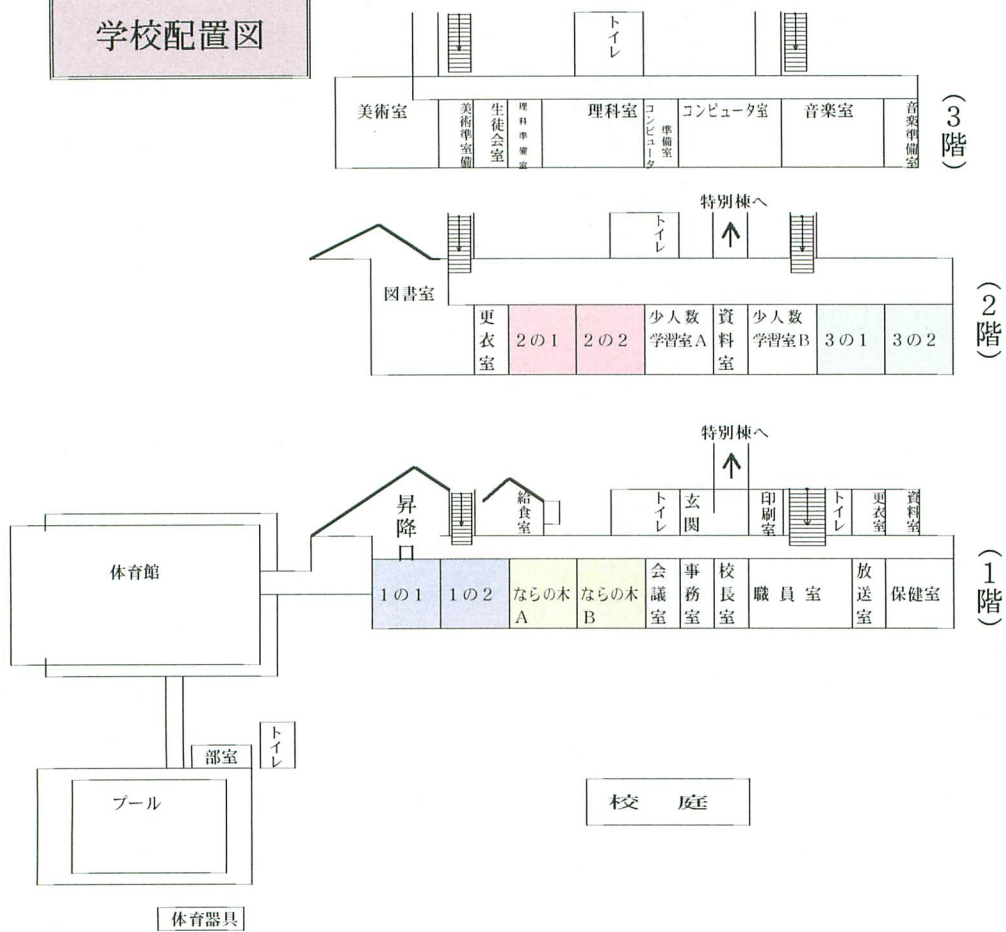 学校配置図
トイレ
美術室
美術準室備
生徒会室
理科準備室
理科室
コンピュータ
準備室
コンピュータ室
音楽室
音楽準備室
(3階)
特別棟へ
トイレ
図書室
更衣室
2の1
2の2
少人数
学習室A
資料室
少人数
学習室B
3の1
3の2
(2階)
特別棟へ
昇降口
給食室
トイレ
玄関
印刷室
トイレ
更衣室
資料室
体育館
1の1
1の2
ならの木
A
ならの木
B
会議室
事務室
校長室
職員室
放送室
保健室
(1階)
部室
トイレ
プール
校庭
体育器具